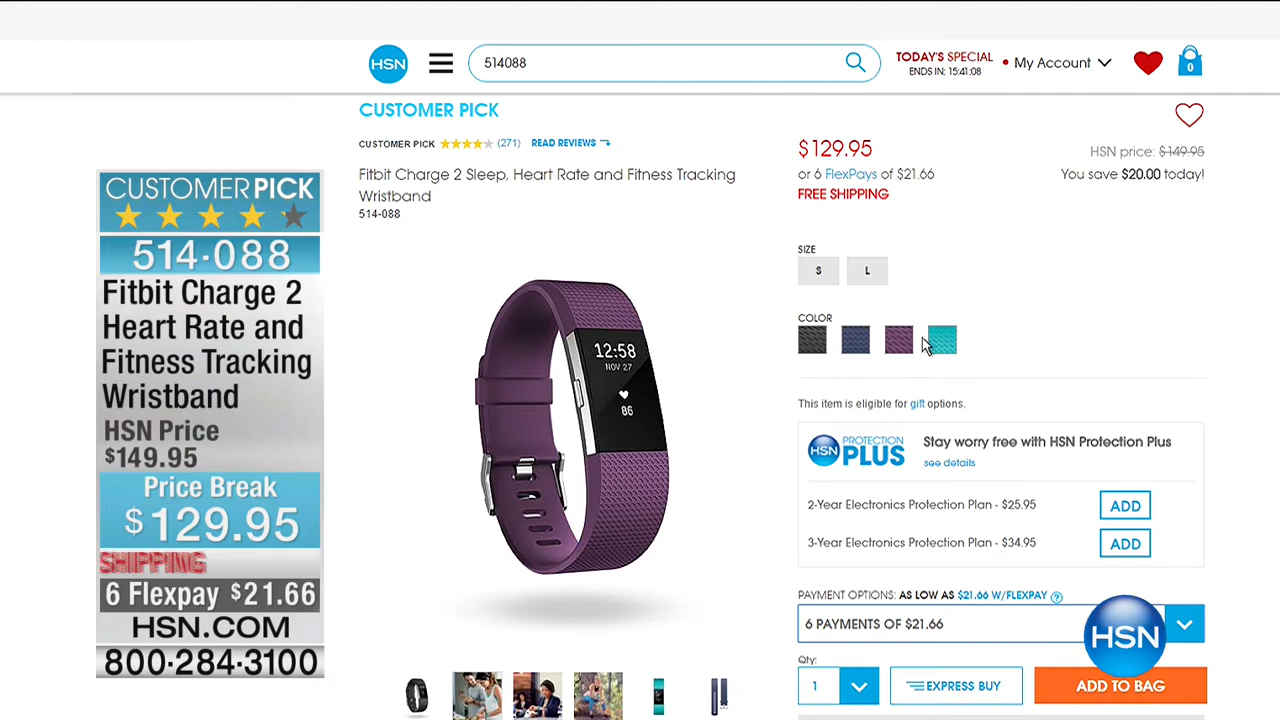 HSN
514088
TODAY'S SPECIAL
ENDS IN: 15:41:08
My Account
0
CUSTOMER PICK
CUSTOMER PICK (271) READ REVIEWS
Fitbit Charge 2 Sleep, Heart Rate and Fitness Tracking
Wristband
514-088
$129.95
or 6 FlexPays of $21.66
FREE SHIPPING
HSN price: $149.95
You save $20.00 today!
SIZE
S L
COLOR
This item is eligible for gift options.
HSN PROTECTION PLUS
Stay worry free with HSN Protection Plus
see details
2-Year Electronics Protection Plan - $25.95 ADD
3-Year Electronics Protection Plan - $34.95 ADD
PAYMENT OPTIONS: AS LOW AS $21.66 W/FLEXPAY ?
6 PAYMENTS OF $21.66
HSN
Qty:
1 EXPRESS BUY ADD TO BAG
12:58
NOV 27
86
CUSTOMER PICK
514-088
Fitbit Charge 2
Heart Rate and
Fitness Tracking
Wristband
HSN Price
$149.95
Price Break
$129.95
SHIPPING
6 Flexpay $21.66
HSN.COM
800-284-3100